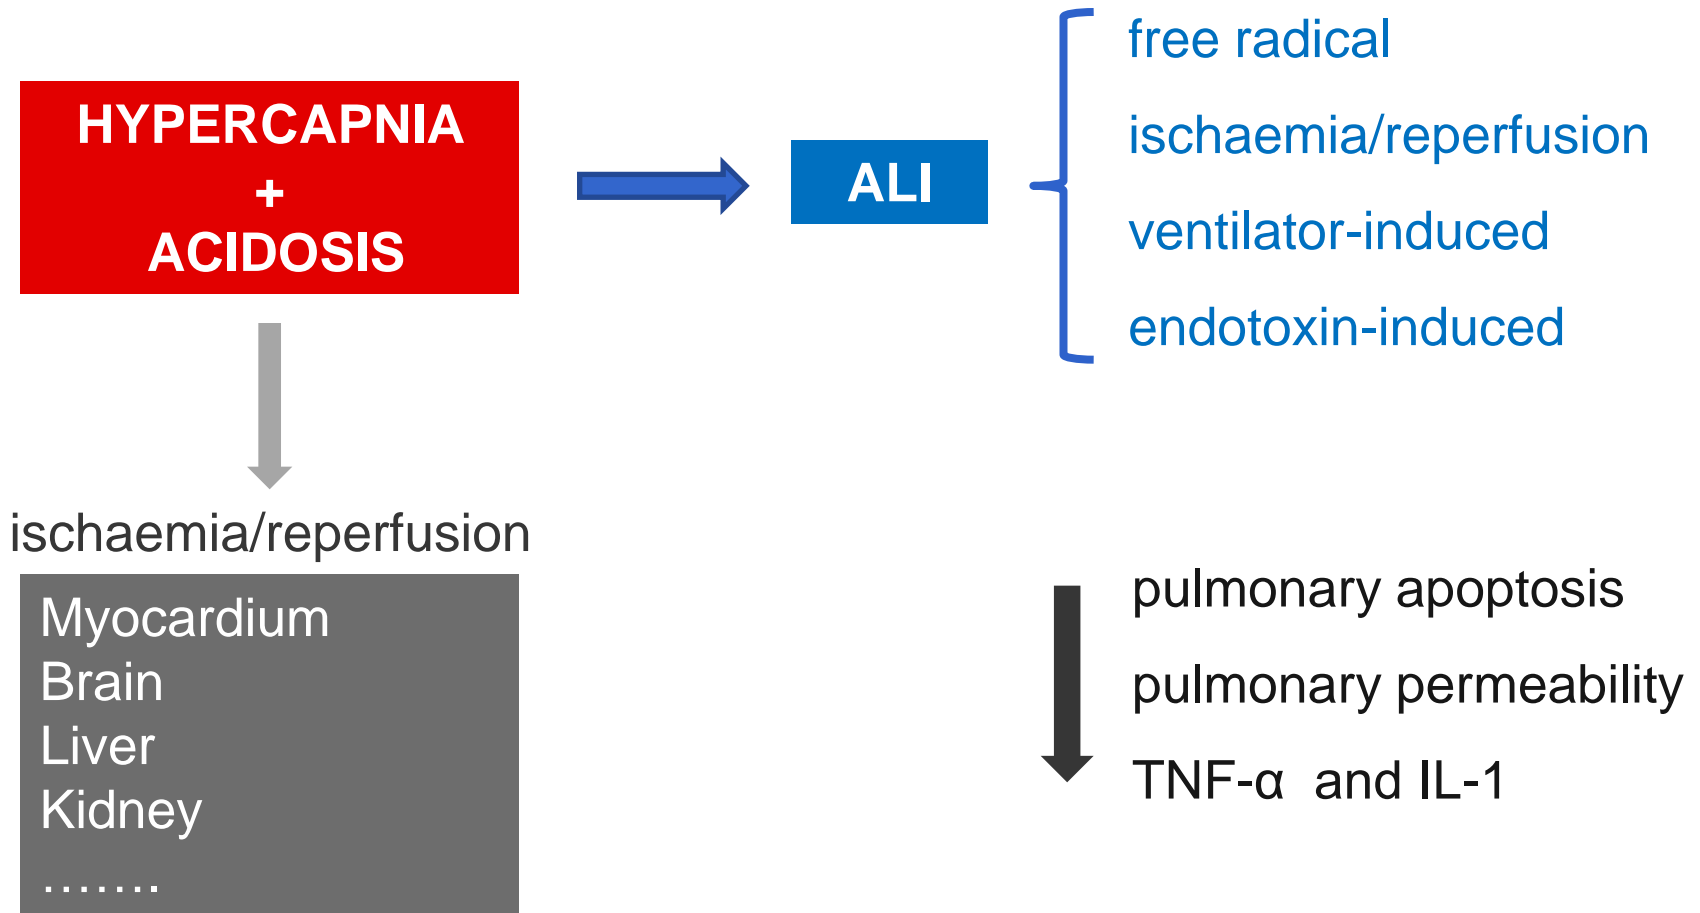 HYPERCAPNIA
+
ACIDOSIS
ALI
free radical
ischaemia/reperfusion
ventilator-induced
endotoxin-induced
ischaemia/reperfusion
Myocardium
Brain
Liver
Kidney
…….
pulmonary apoptosis
pulmonary permeability
TNF-α and IL-1